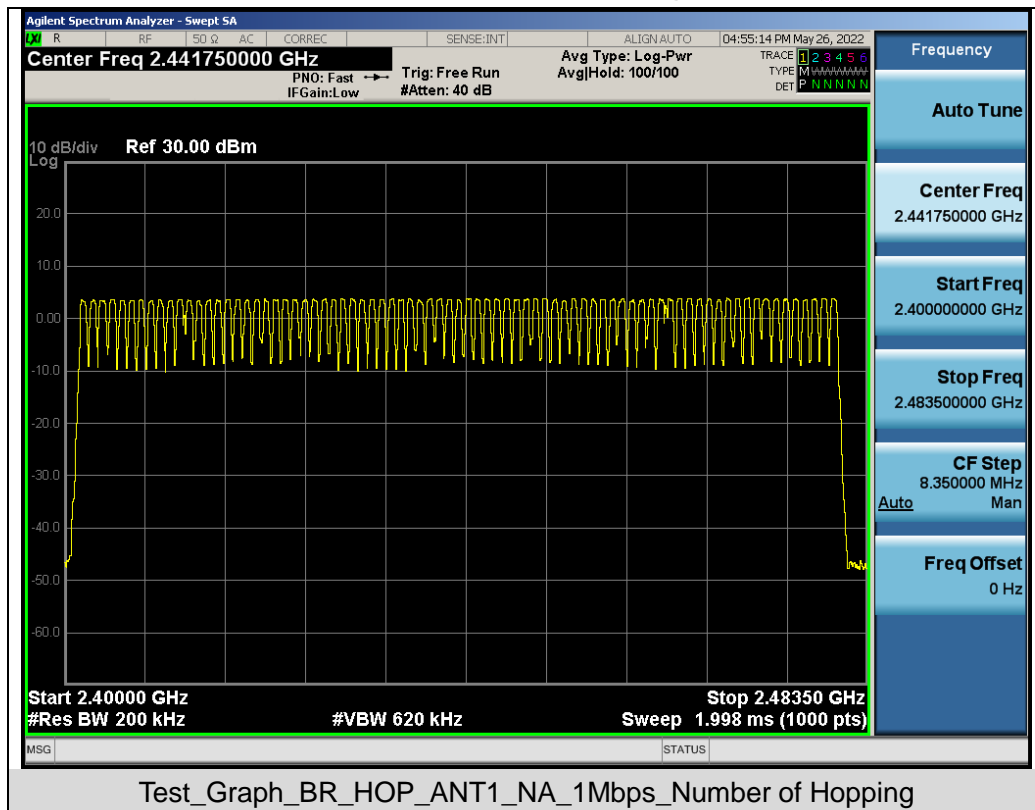 Agilent Spectrum Analyzer - Swept SA
LXI R RF 50 Ω AC CORREC SENSE:INT ALIGN AUTO 04:55:14 PM May 26, 2022
Center Freq 2.441750000 GHz
PNO: Fast
IFGain:Low
Trig: Free Run
#Atten: 40 dB
Avg Type: Log-Pwr
Avg|Hold: 100/100
TRACE 1 2 3 4 5 6
TYPE M
DET P N N N N N
10 dB/div Ref 30.00 dBm
Log
20.0
10.0
0.00
-10.0
-20.0
-30.0
-40.0
-50.0
-60.0
Start 2.40000 GHz Stop 2.48350 GHz
#Res BW 200 kHz #VBW 620 kHz Sweep 1.998 ms (1000 pts)
MSG STATUS
Frequency
Auto Tune
Center Freq
2.441750000 GHz
Start Freq
2.400000000 GHz
Stop Freq
2.483500000 GHz
CF Step
8.350000 MHz
Auto Man
Freq Offset
0 Hz
Test_Graph_BR_HOP_ANT1_NA_1Mbps_Number of Hopping